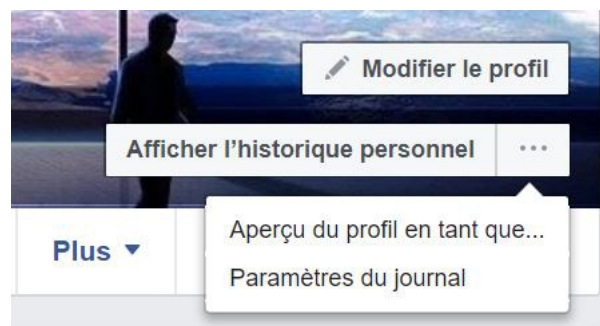 Modifier le profil
Afficher l’historique personnel
Aperçu du profil en tant que...
Plus
Paramètres du journal